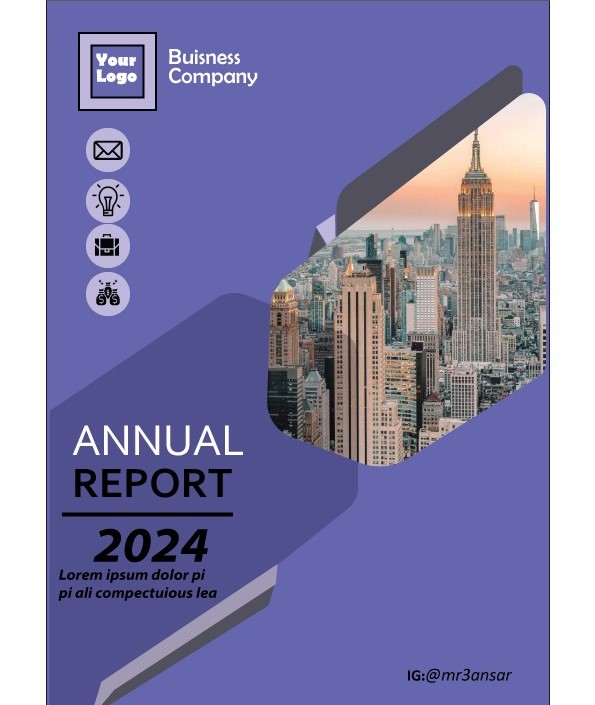 Your
Logo
Buisness
Company
ANNUAL
REPORT
2024
Lorem ipsum dolor pi
pi ali compectuious lea
IG:@mr3ansar